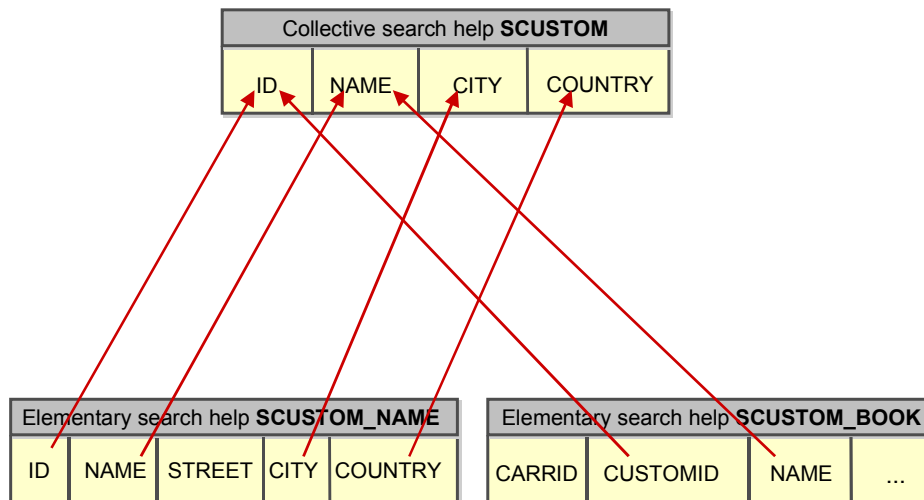 Collective search help SCUSTOM
ID NAME CITY COUNTRY
Elementary search help SCUSTOM_NAME
ID NAME STREET CITY COUNTRY
Elementary search help SCUSTOM_BOOK
CARRID CUSTOMID NAME ...